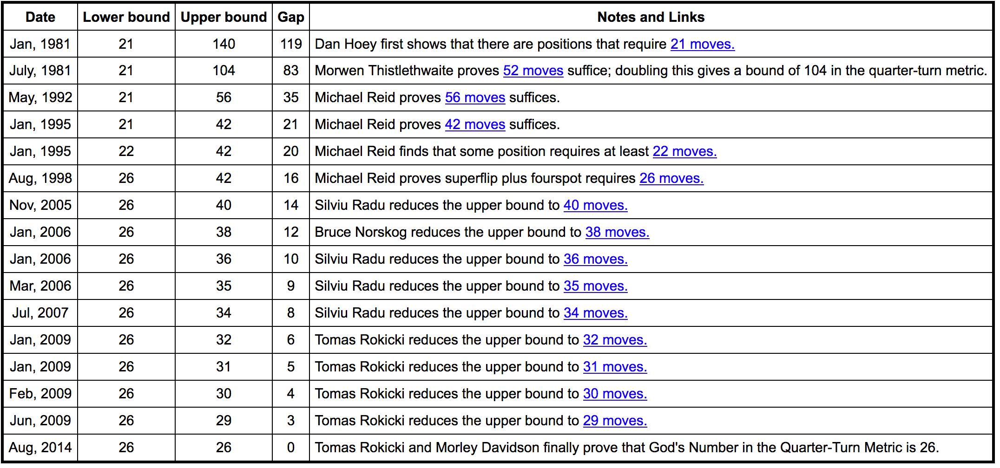 Date Lower bound Upper bound Gap Notes and Links
Jan, 1981 21 140 119 Dan Hoey first shows that there are positions that require 21 moves.
July, 1981 21 104 83 Morwen Thistlethwaite proves 52 moves suffice; doubling this gives a bound of 104 in the quarter-turn metric.
May, 1992 21 56 35 Michael Reid proves 56 moves suffices.
Jan, 1995 21 42 21 Michael Reid proves 42 moves suffices.
Jan, 1995 22 42 20 Michael Reid finds that some position requires at least 22 moves.
Aug, 1998 26 42 16 Michael Reid proves superflip plus fourspot requires 26 moves.
Nov, 2005 26 40 14 Silviu Radu reduces the upper bound to 40 moves.
Jan, 2006 26 38 12 Bruce Norskog reduces the upper bound to 38 moves.
Jan, 2006 26 36 10 Silviu Radu reduces the upper bound to 36 moves.
Mar, 2006 26 35 9 Silviu Radu reduces the upper bound to 35 moves.
Jul, 2007 26 34 8 Silviu Radu reduces the upper bound to 34 moves.
Jan, 2009 26 32 6 Tomas Rokicki reduces the upper bound to 32 moves.
Jan, 2009 26 31 5 Tomas Rokicki reduces the upper bound to 31 moves.
Feb, 2009 26 30 4 Tomas Rokicki reduces the upper bound to 30 moves.
Jun, 2009 26 29 3 Tomas Rokicki reduces the upper bound to 29 moves.
Aug, 2014 26 26 0 Tomas Rokicki and Morley Davidson finally prove that God's Number in the Quarter-Turn Metric is 26.